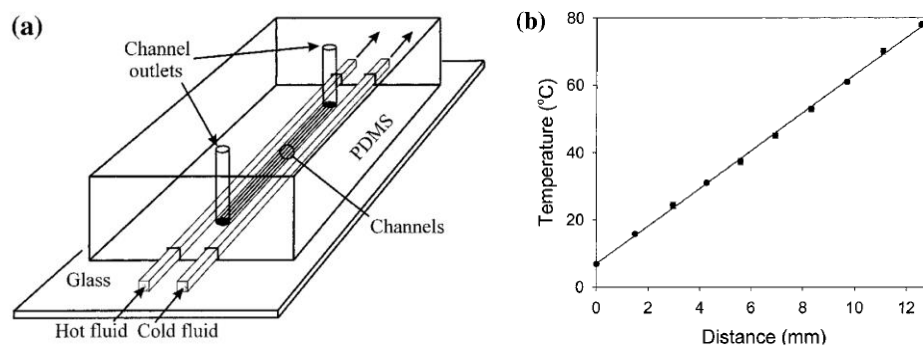 (a)
Channel
outlets
PDMS
Channels
Glass
Hot fluid Cold fluid
(b)
Temperature (°C)
80
60
40
20
0
0 2 4 6 8 10 12
Distance (mm)